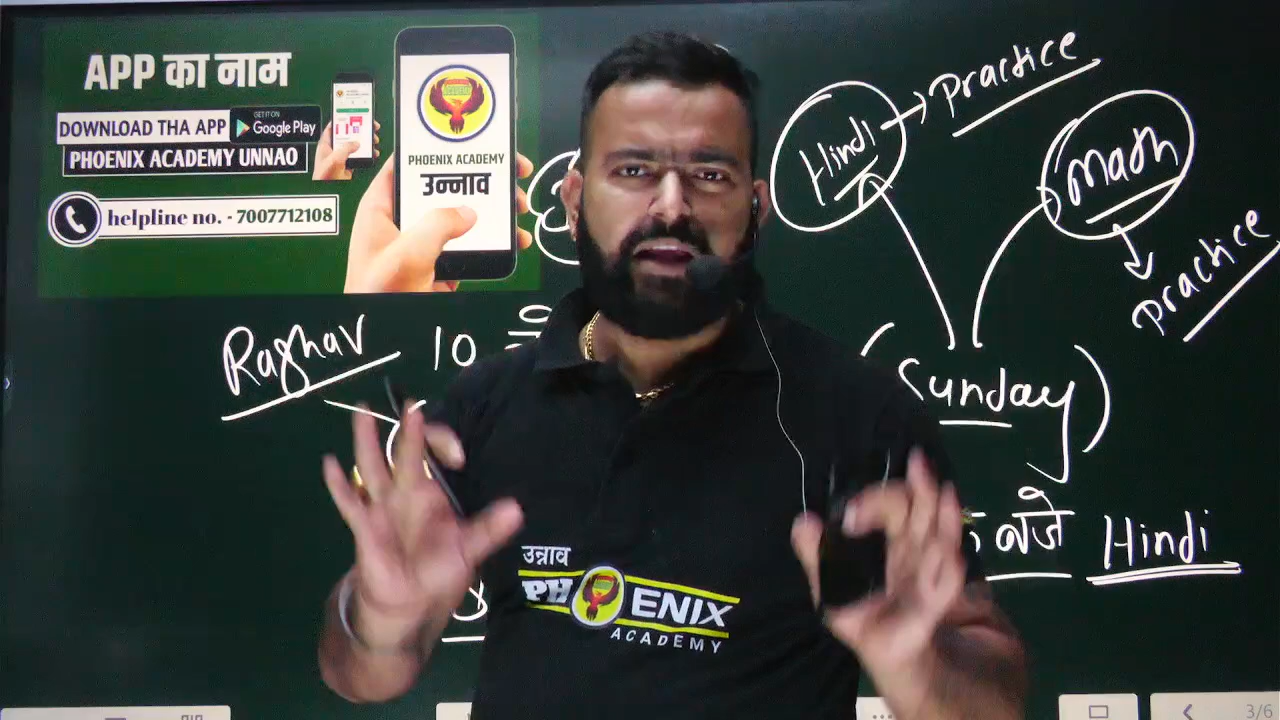 APP का नाम
DOWNLOAD THA APP
GET IT ON
Google Play
PHOENIX ACADEMY UNNAO
helpline no. - 7007712108
PHOENIX ACADEMY
उन्नाव
Hindi
Practice
Math
Practice
Raghav
10
(Sunday)
बजे Hindi
उन्नाव
PHOENIX
ACADEMY
3/6